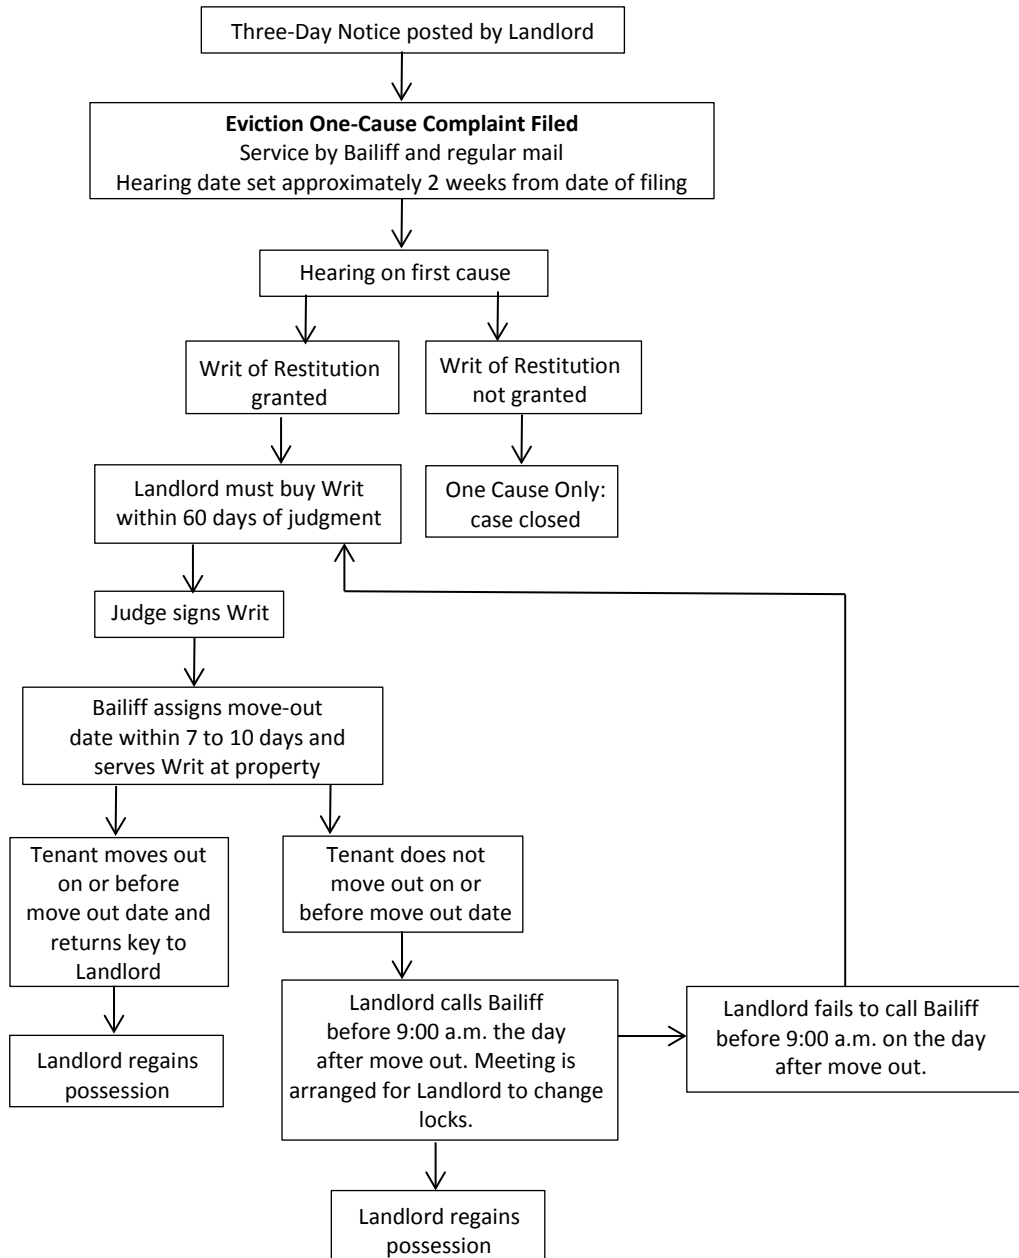 Three-Day Notice posted by Landlord
Eviction One-Cause Complaint Filed
Service by Bailiff and regular mail
Hearing date set approximately 2 weeks from date of filing
Hearing on first cause
Writ of Restitution
granted
Writ of Restitution
not granted
Landlord must buy Writ
within 60 days of judgment
One Cause Only:
case closed
Judge signs Writ
Bailiff assigns move-out
date within 7 to 10 days and
serves Writ at property
Tenant moves out
on or before
move out date and
returns key to
Landlord
Tenant does not
move out on or
before move out date
Landlord calls Bailiff
before 9:00 a.m. the day
after move out. Meeting is
arranged for Landlord to change
locks.
Landlord fails to call Bailiff
before 9:00 a.m. on the day
after move out.
Landlord regains
possession
Landlord regains
possession